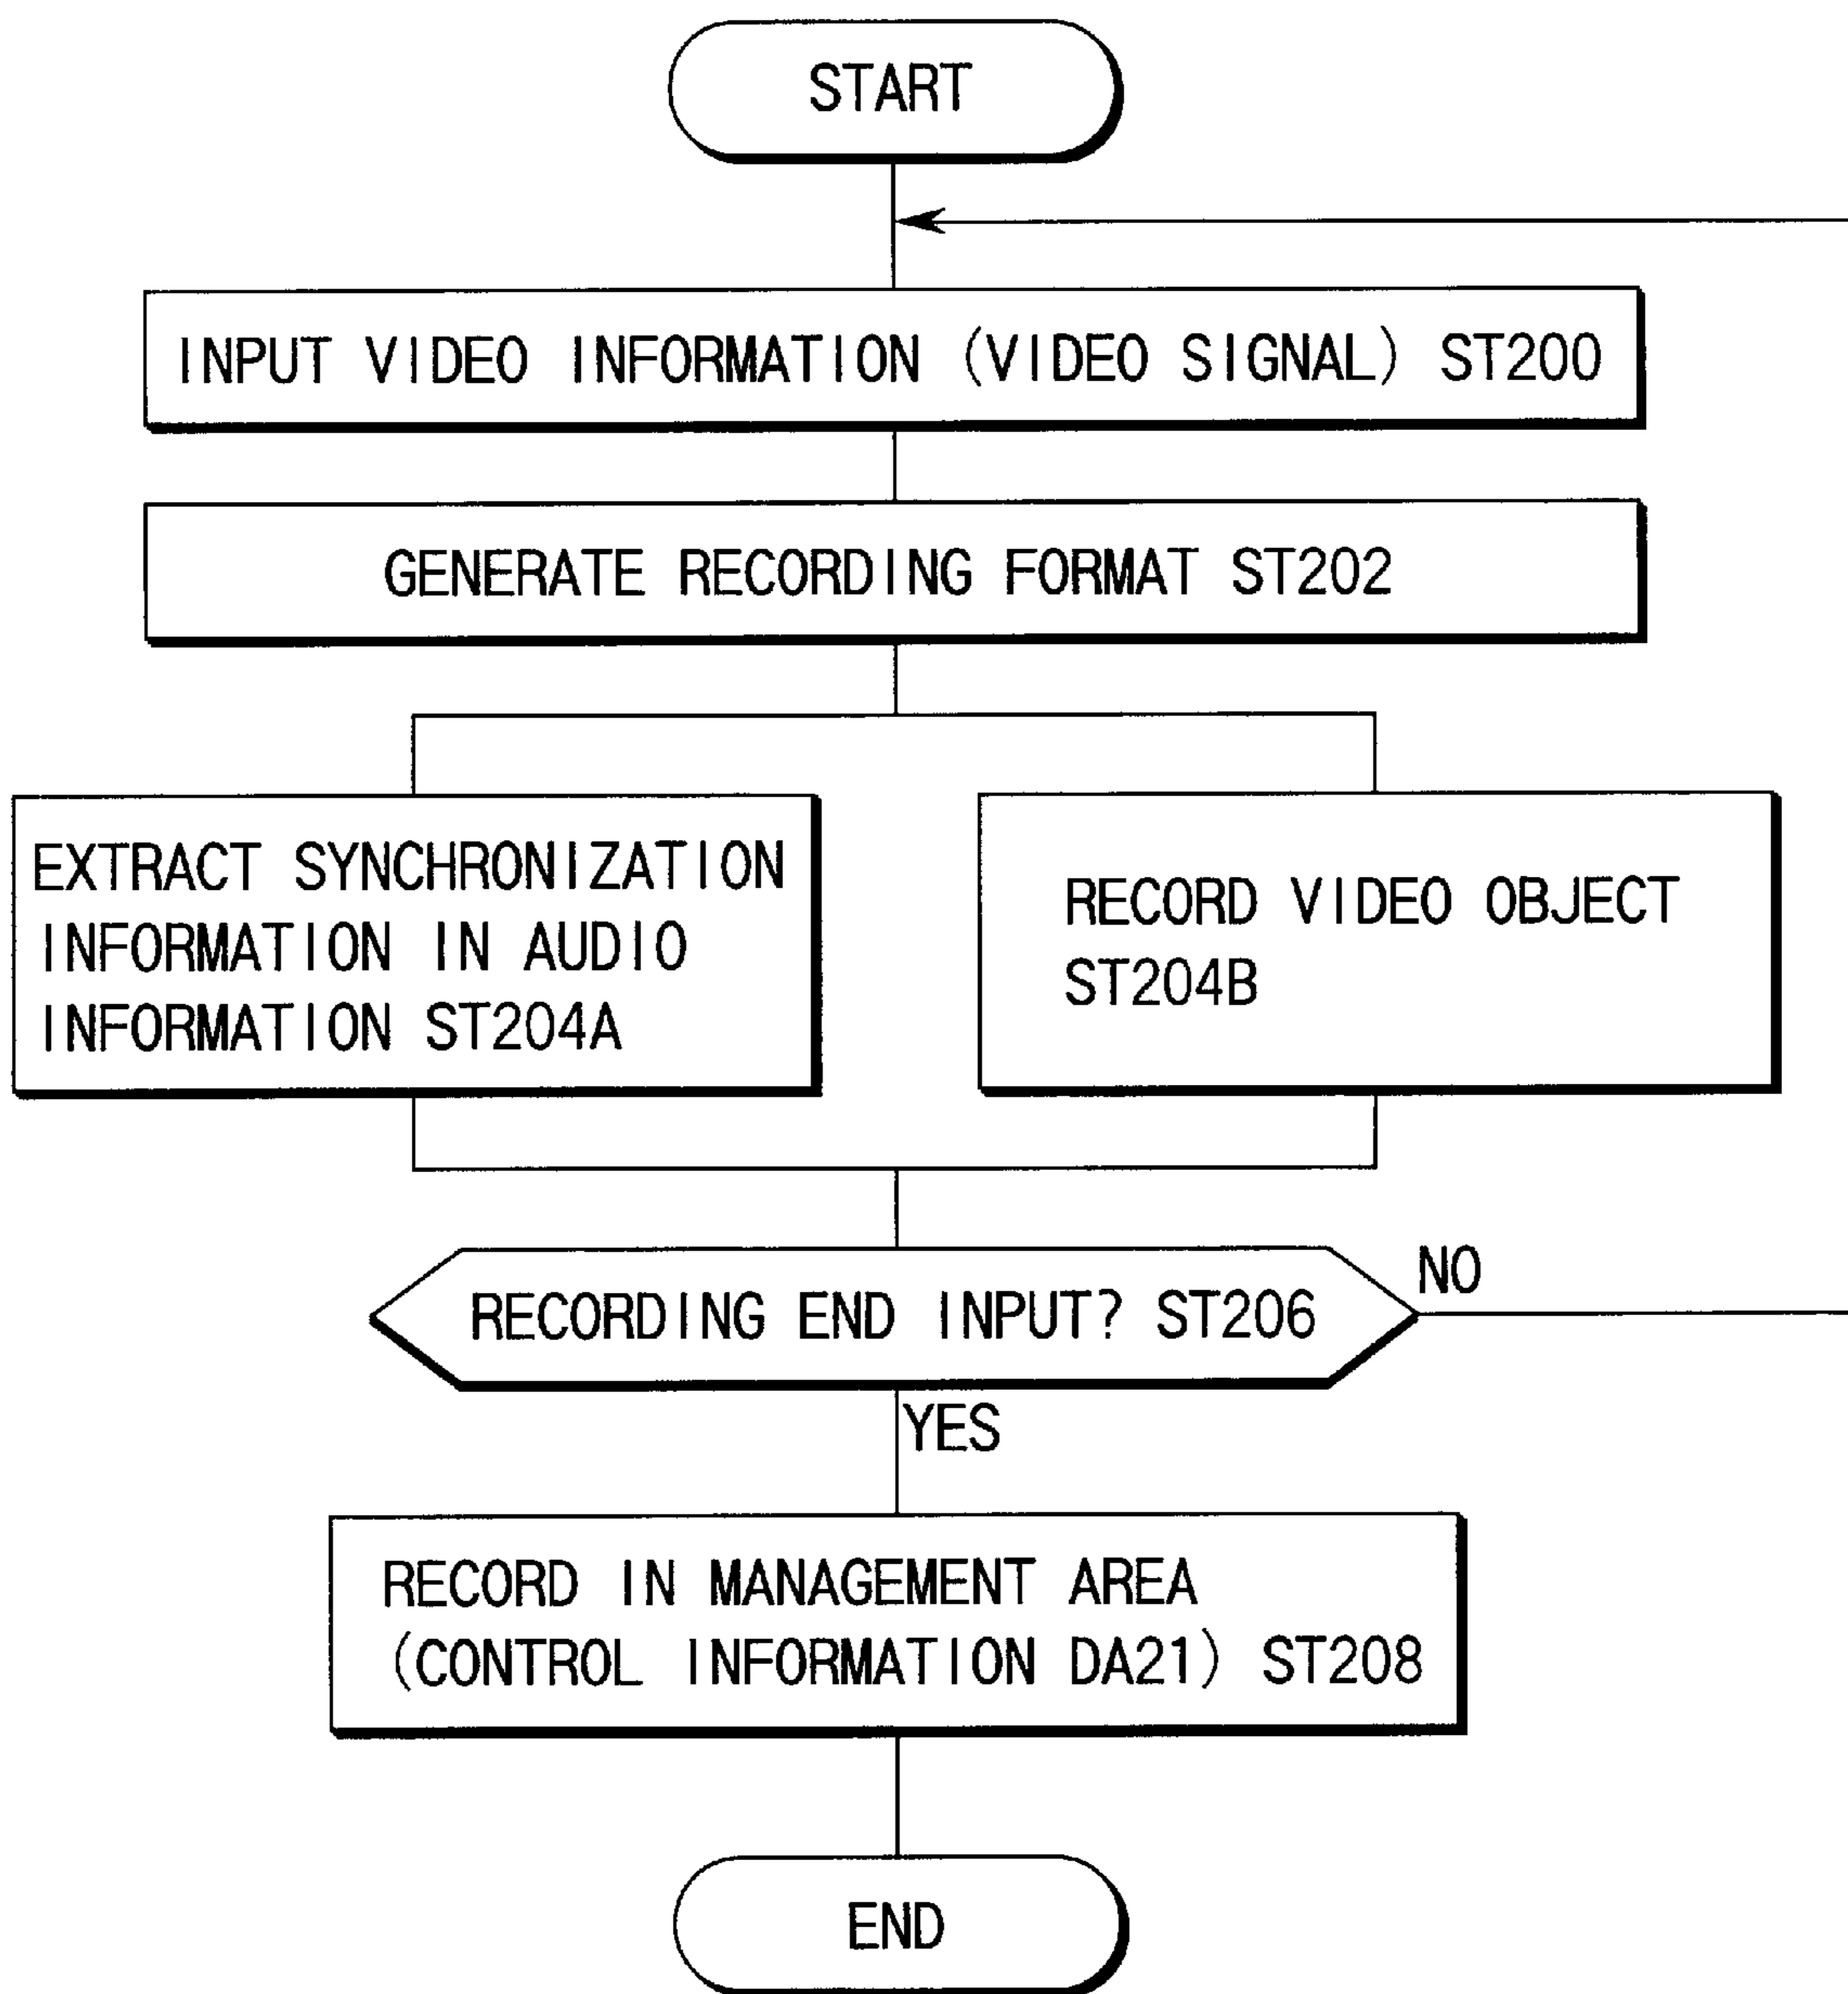 START
INPUT VIDEO INFORMATION (VIDEO SIGNAL) ST200
GENERATE RECORDING FORMAT ST202
EXTRACT SYNCHRONIZATION
INFORMATION IN AUDIO
INFORMATION ST204A
RECORD VIDEO OBJECT
ST204B
RECORDING END INPUT? ST206
NO
YES
RECORD IN MANAGEMENT AREA
(CONTROL INFORMATION DA21) ST208
END